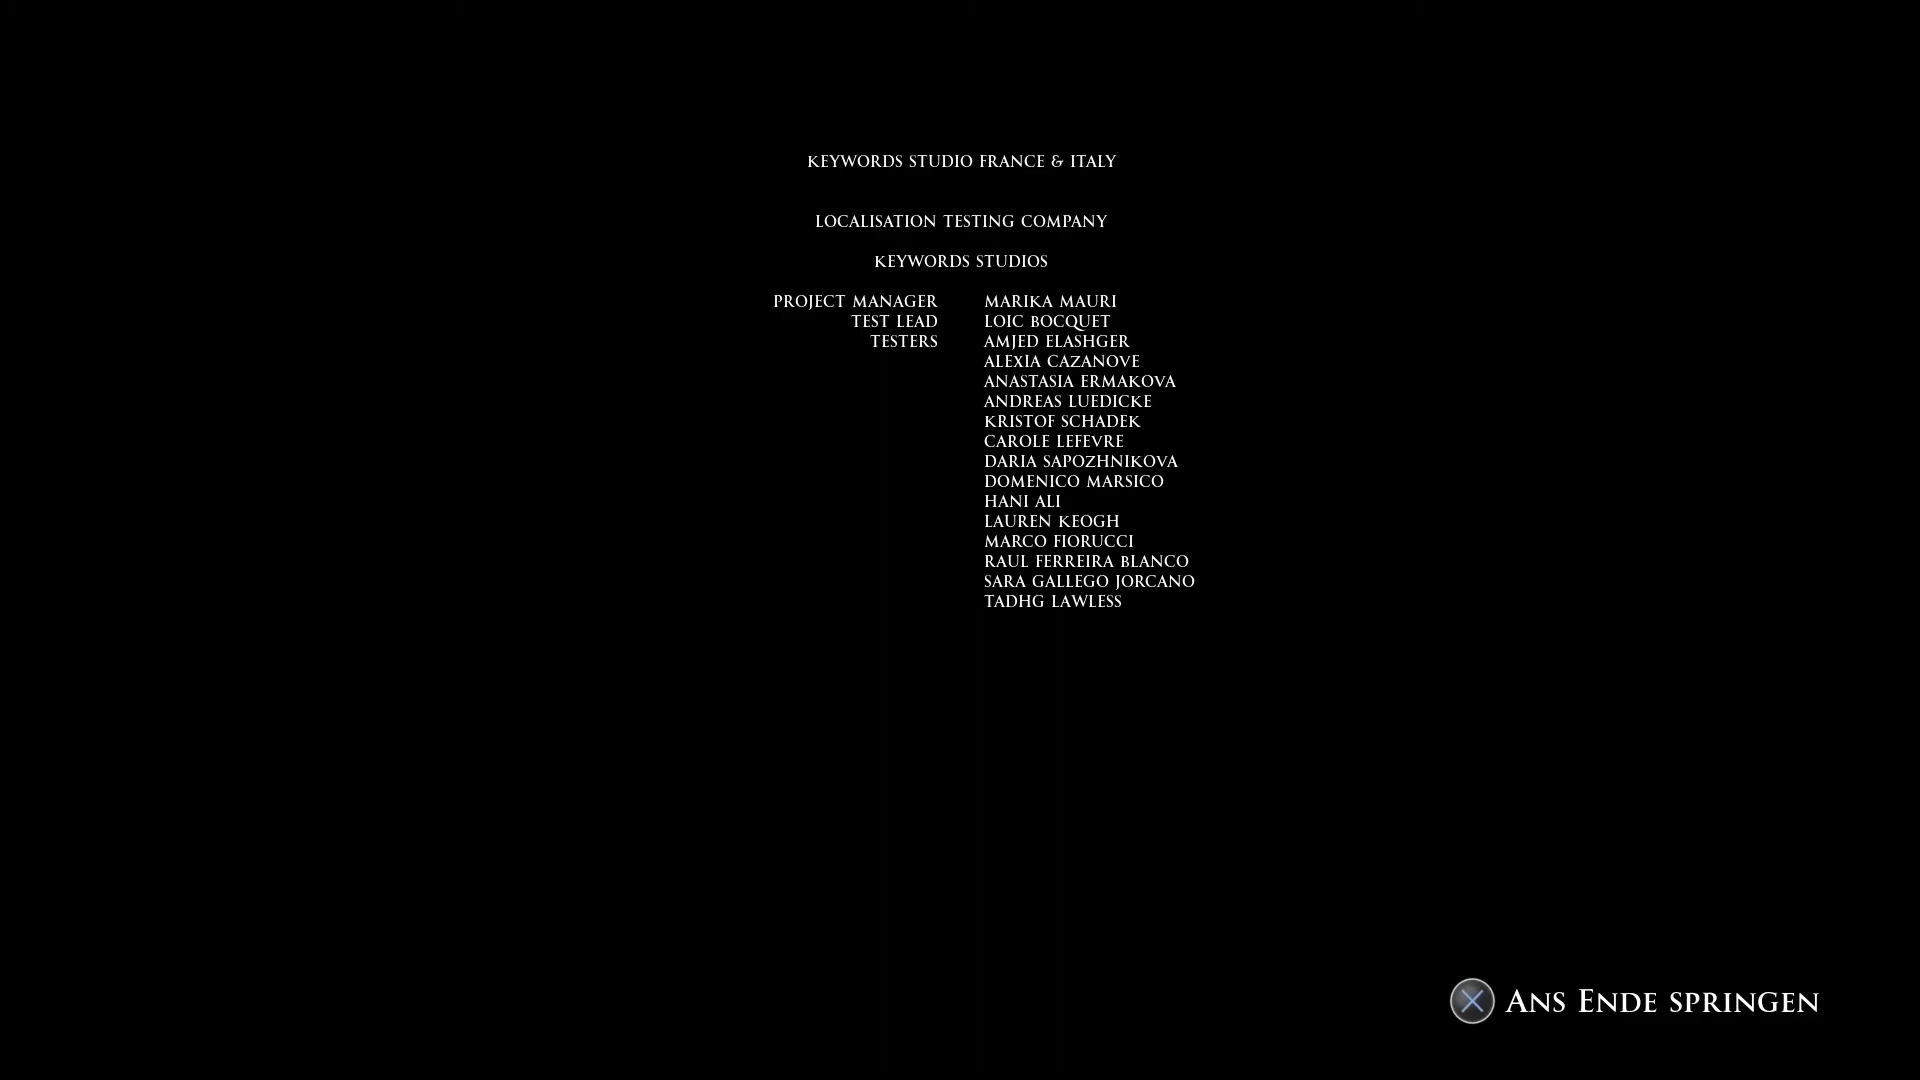 KEYWORDS STUDIO FRANCE & ITALY
LOCALISATION TESTING COMPANY
KEYWORDS STUDIOS
PROJECT MANAGER MARIKA MAURI
TEST LEAD LOIC BOCQUET
TESTERS AMJED ELASHGER
ALEXIA CAZANOVE
ANASTASIA ERMAKOVA
ANDREAS LUEDICKE
KRISTOF SCHADEK
CAROLE LEFEVRE
DARIA SAPOZHNIKOVA
DOMENICO MARSICO
HANI ALI
LAUREN KEOGH
MARCO FIORUCCI
RAUL FERREIRA BLANCO
SARA GALLEGO JORCANO
TADHG LAWLESS
ANS ENDE SPRINGEN